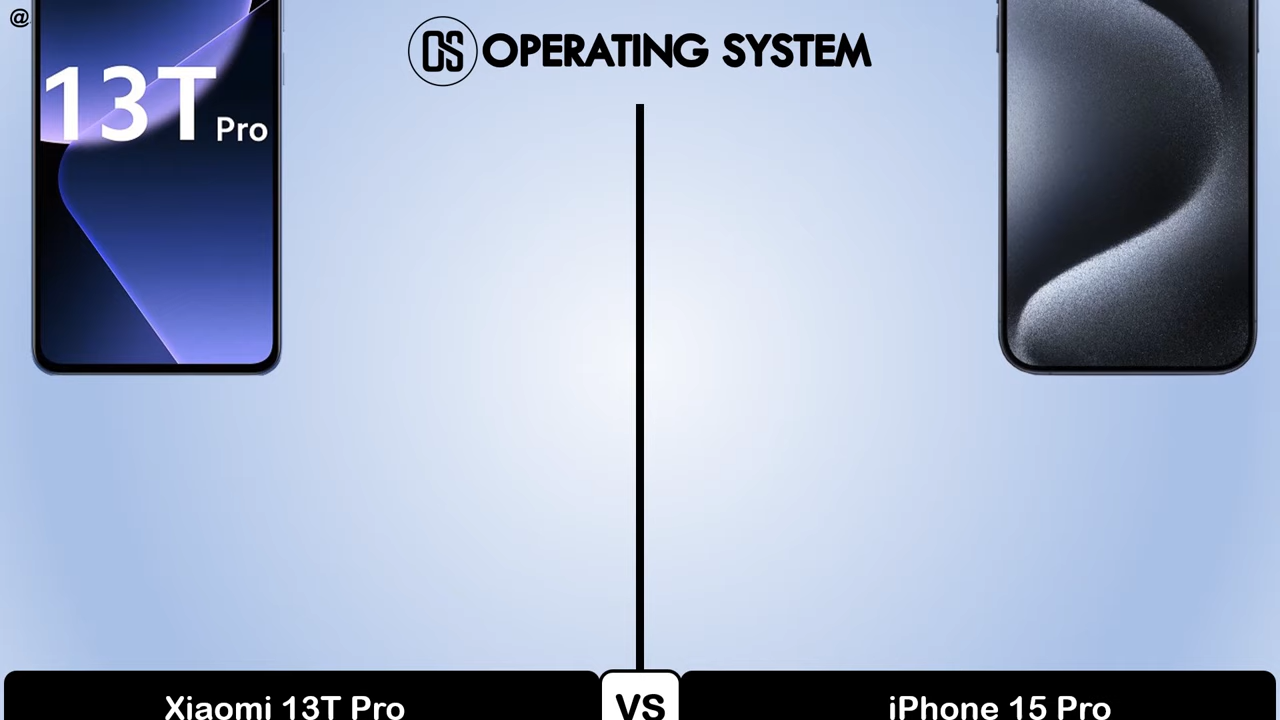 @
OS OPERATING SYSTEM
13T Pro
Xiaomi 13T Pro
VS
iPhone 15 Pro